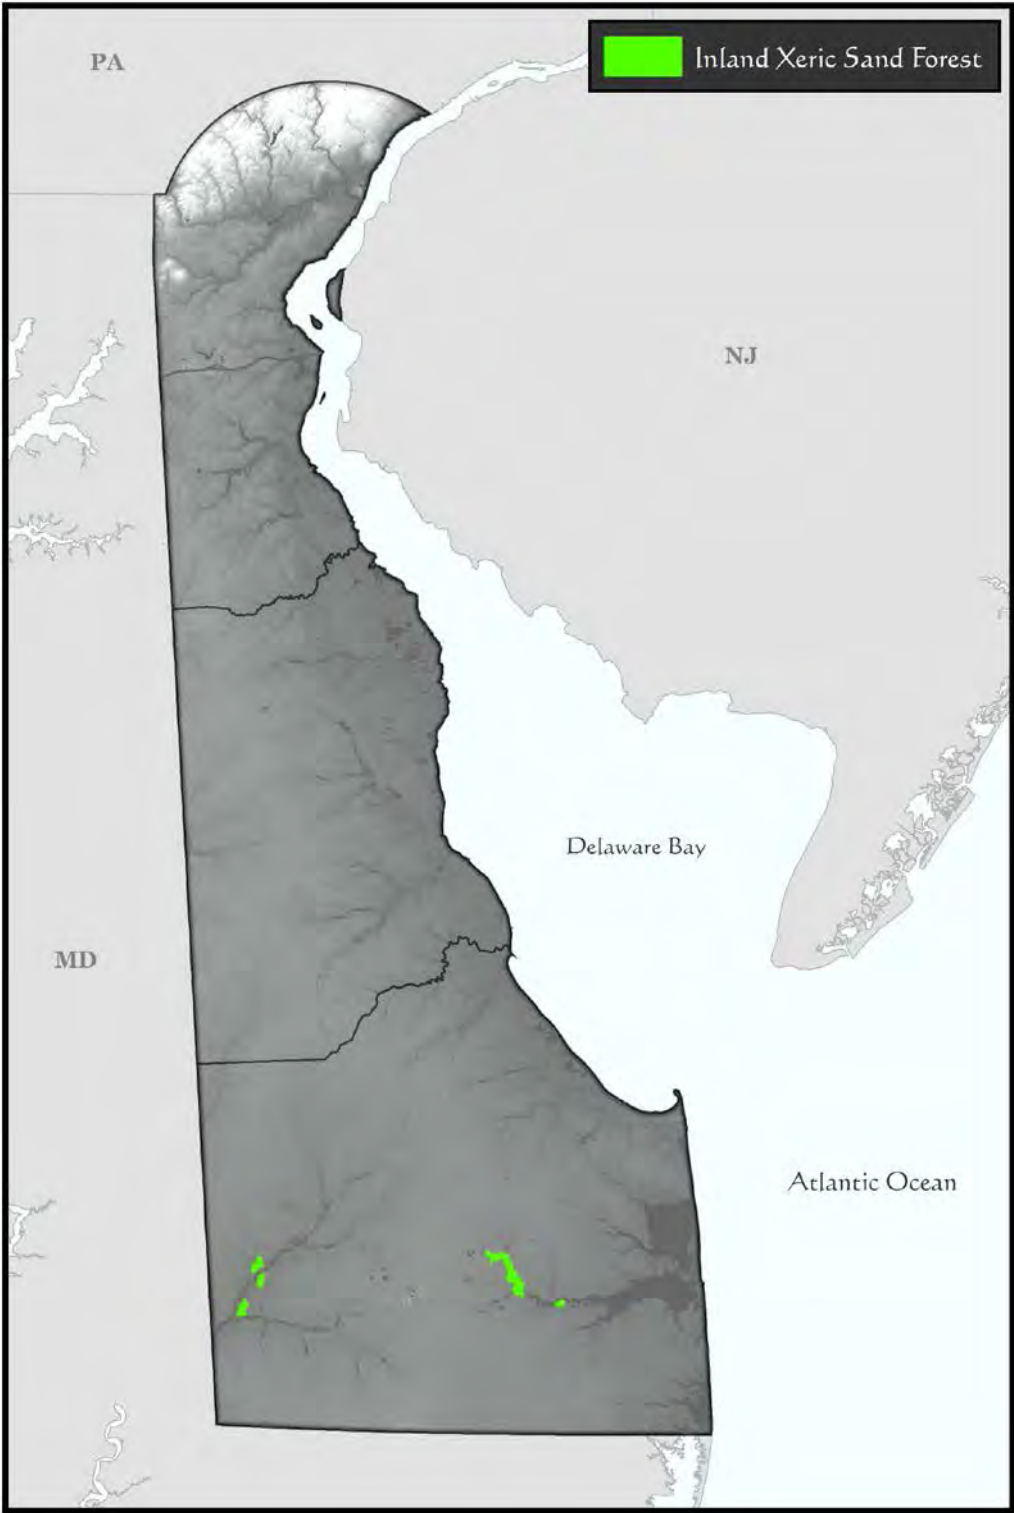 PA
Inland Xeric Sand Forest
NJ
Delaware Bay
MD
Atlantic Ocean